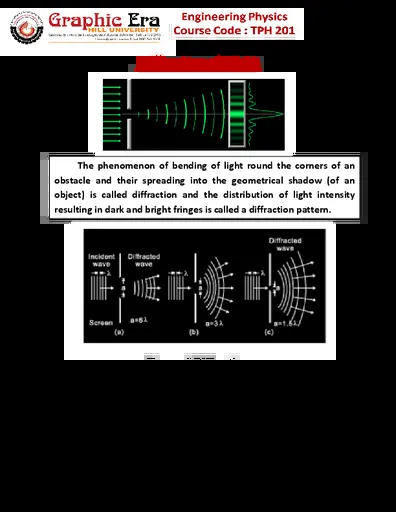 Graphic Era
HILL UNIVERSITY
Engineering Physics
Course Code : TPH 201
The phenomenon of bending of light round the corners of an
obstacle and their spreading into the geometrical shadow (of an
object) is called diffraction and the distribution of light intensity
resulting in dark and bright fringes is called a diffraction pattern.
Diffracted
wave
Incident
wave
Diffracted
wave
λ
λ
λ
a
a
a
Screen
a=6λ
a=3λ
a=1.5λ
(a)
(b)
(c)